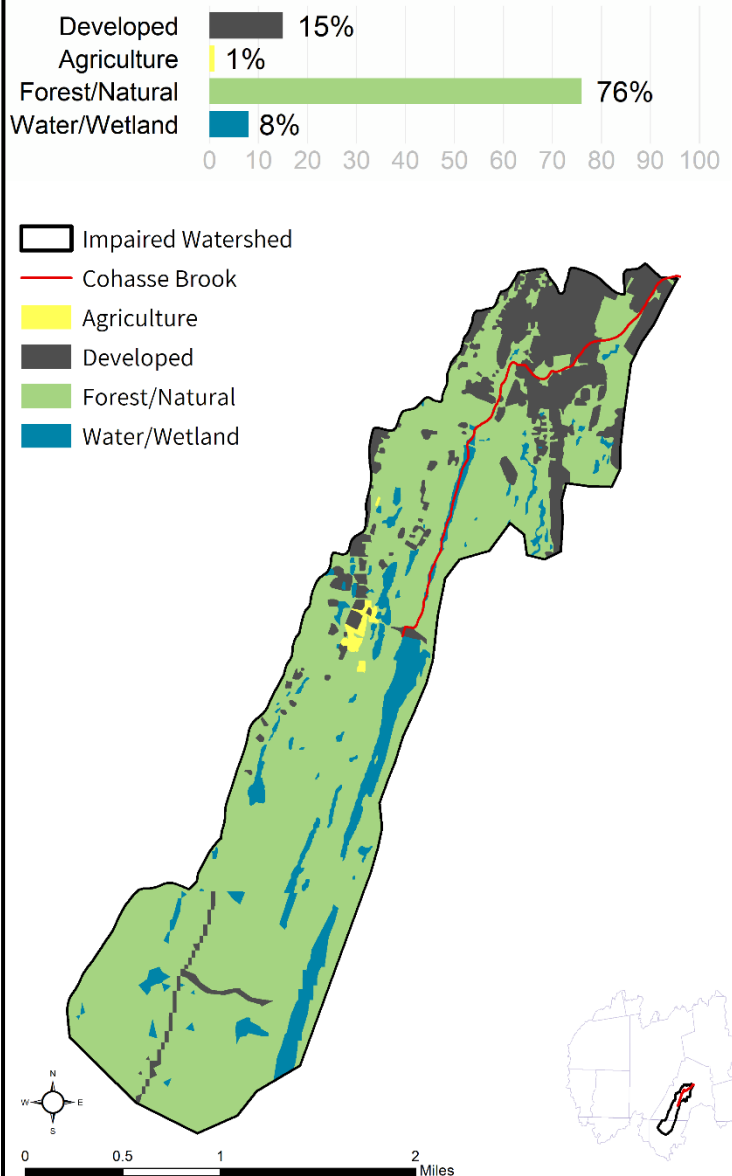 Developed 15%
Agriculture 1%
Forest/Natural 76%
Water/Wetland 8%
0 10 20 30 40 50 60 70 80 90 100
Impaired Watershed
Cohasse Brook
Agriculture
Developed
Forest/Natural
Water/Wetland
N
W E
S
0 0.5 1 2
Miles